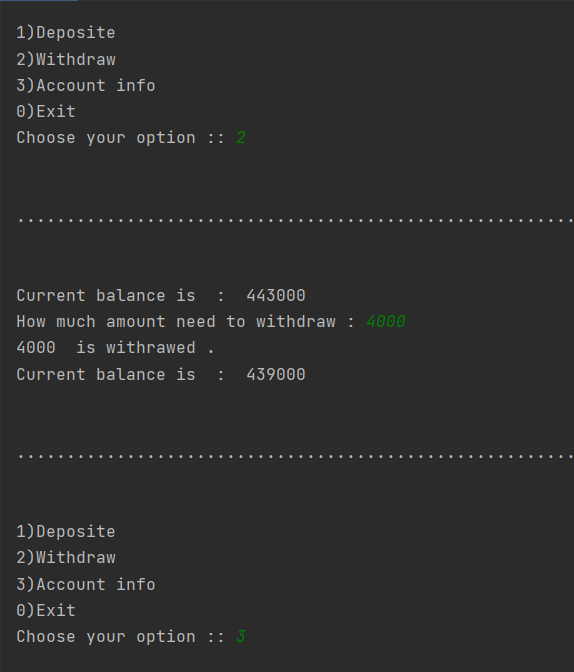 1)Deposite
2)Withdraw
3)Account info
0)Exit
Choose your option :: 2
.........................................................
Current balance is  :  443000
How much amount need to withdraw : 4000
4000  is withrawed .
Current balance is  :  439000
.........................................................
1)Deposite
2)Withdraw
3)Account info
0)Exit
Choose your option :: 3